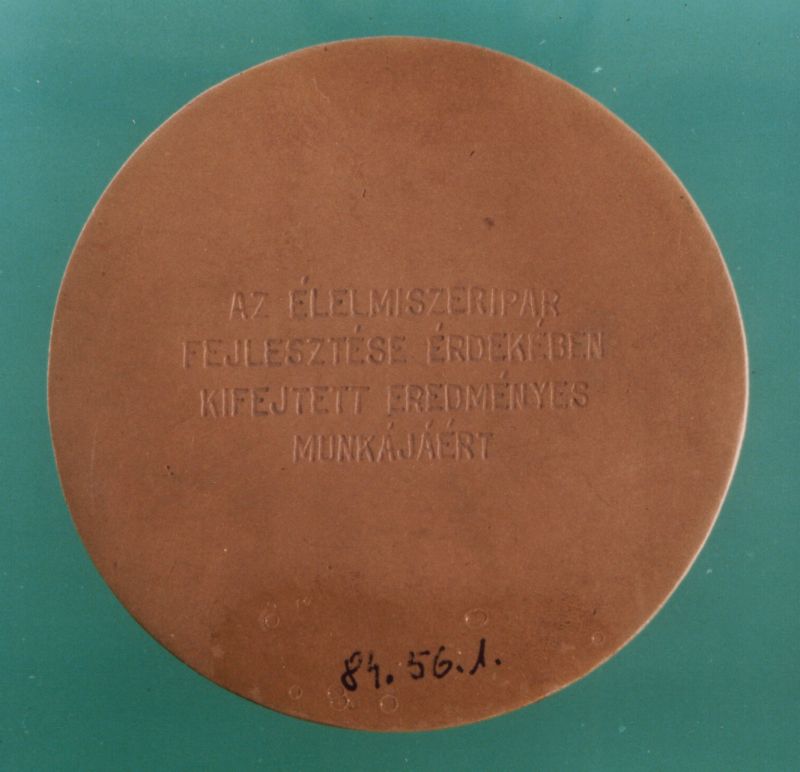 AZ ÉLELMISZERIPAR
FEJLESZTÉSE ÉRDEKÉBEN
KIFEJTETT EREDMÉNYES
MUNKÁJÁÉRT
84.56.1.